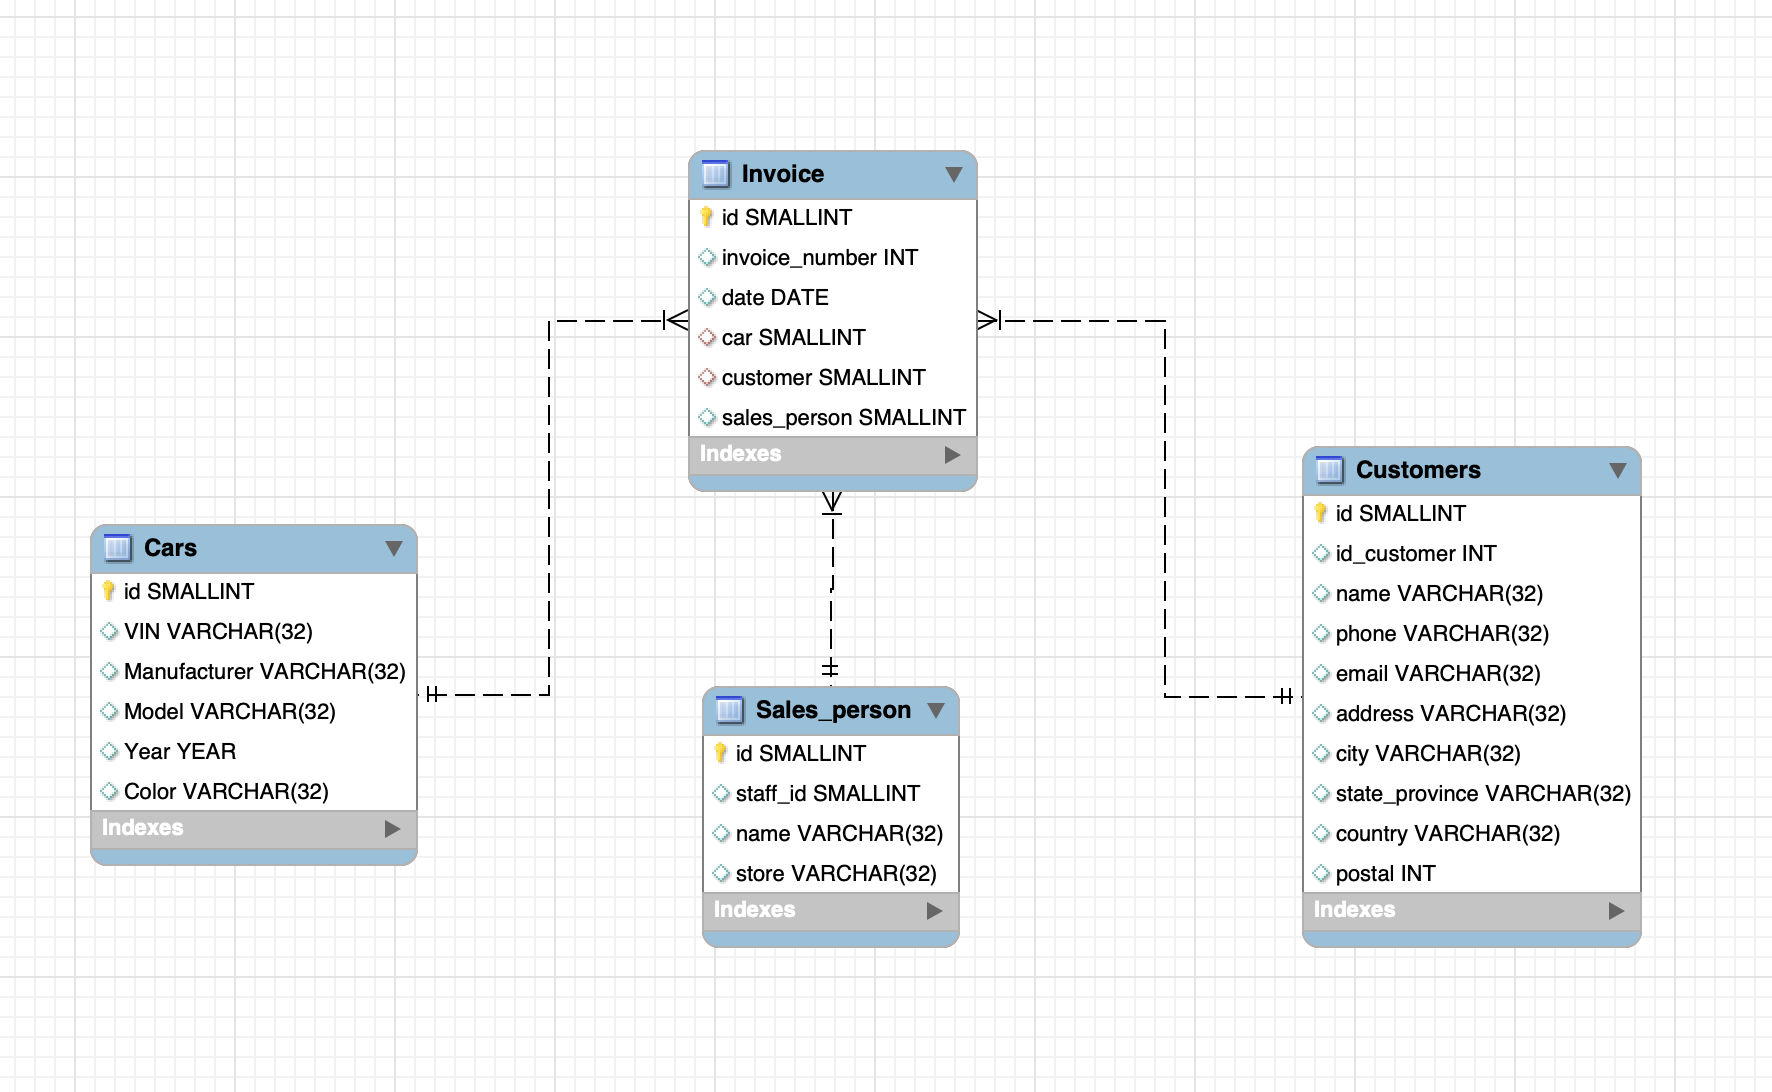 Invoice
id SMALLINT
invoice_number INT
date DATE
car SMALLINT
customer SMALLINT
sales_person SMALLINT
Indexes
Cars
id SMALLINT
VIN VARCHAR(32)
Manufacturer VARCHAR(32)
Model VARCHAR(32)
Year YEAR
Color VARCHAR(32)
Indexes
Sales_person
id SMALLINT
staff_id SMALLINT
name VARCHAR(32)
store VARCHAR(32)
Indexes
Customers
id SMALLINT
id_customer INT
name VARCHAR(32)
phone VARCHAR(32)
email VARCHAR(32)
address VARCHAR(32)
city VARCHAR(32)
state_province VARCHAR(32)
country VARCHAR(32)
postal INT
Indexes